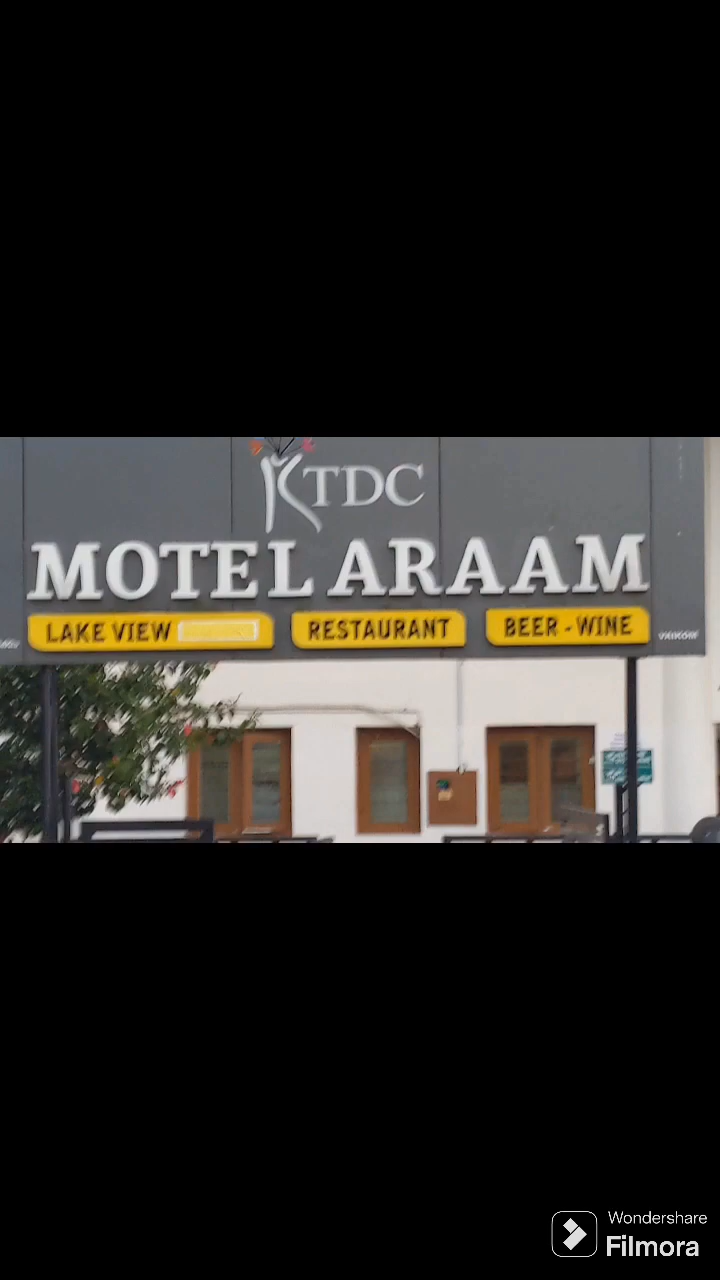 KTDC
MOTEL ARAAM
LAKE VIEW
RESTAURANT
BEER - WINE
Wondershare
Filmora